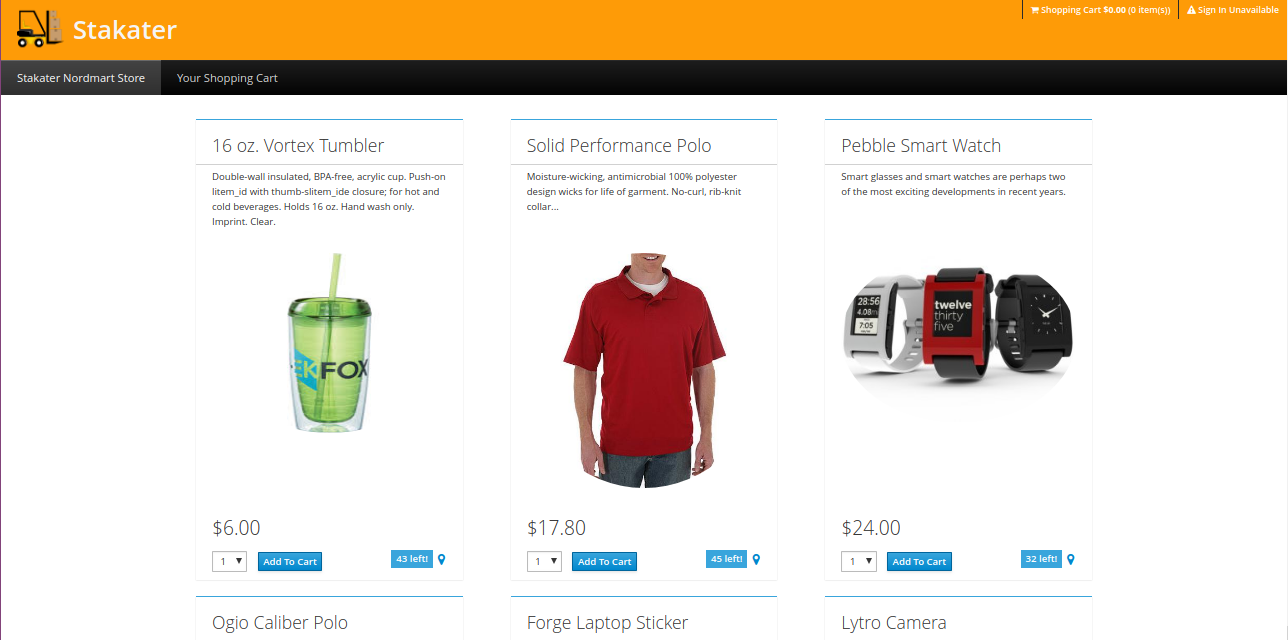 Stakater
Shopping Cart $0.00 (0 item(s))
Sign In Unavailable
Stakater Nordmart Store
Your Shopping Cart
16 oz. Vortex Tumbler
Double-wall insulated, BPA-free, acrylic cup. Push-on
litem_id with thumb-slitem_ide closure; for hot and
cold beverages. Holds 16 oz. Hand wash only.
Imprint. Clear.
EKFOX
$6.00
1
Add To Cart
43 left!
Solid Performance Polo
Moisture-wicking, antimicrobial 100% polyester
design wicks for life of garment. No-curl, rib-knit
collar...
$17.80
1
Add To Cart
45 left!
Pebble Smart Watch
Smart glasses and smart watches are perhaps two
of the most exciting developments in recent years.
28:56
4.08
7:05
twelve
thirty
five
$24.00
1
Add To Cart
32 left!
Ogio Caliber Polo
Forge Laptop Sticker
Lytro Camera